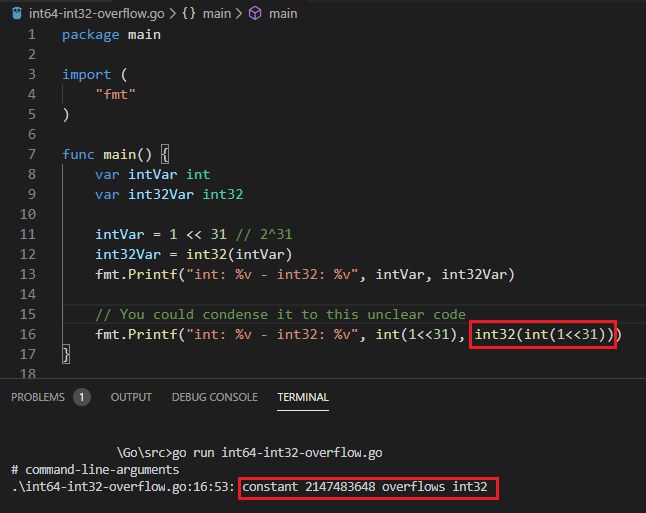 int64-int32-overflow.go > {} main > main
1 package main
2
3 import (
4     "fmt"
5 )
6
7 func main() {
8     var intVar int
9     var int32Var int32
10
11     intVar = 1 << 31 // 2^31
12     int32Var = int32(intVar)
13     fmt.Printf("int: %v - int32: %v", intVar, int32Var)
14
15     // You could condense it to this unclear code
16     fmt.Printf("int: %v - int32: %v", int(1<<31), int32(int(1<<31)))
17 }
18
PROBLEMS 1 OUTPUT DEBUG CONSOLE TERMINAL
\Go\src>go run int64-int32-overflow.go
# command-line-arguments
.\int64-int32-overflow.go:16:53: constant 2147483648 overflows int32